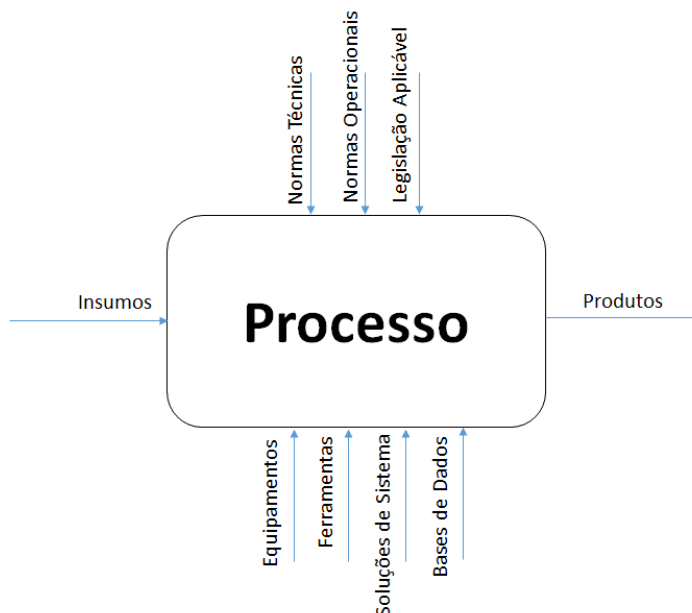 Normas Técnicas
Normas Operacionais
Legislação Aplicável
Insumos
Processo
Produtos
Equipamentos
Ferramentas
Soluções de Sistema
Bases de Dados